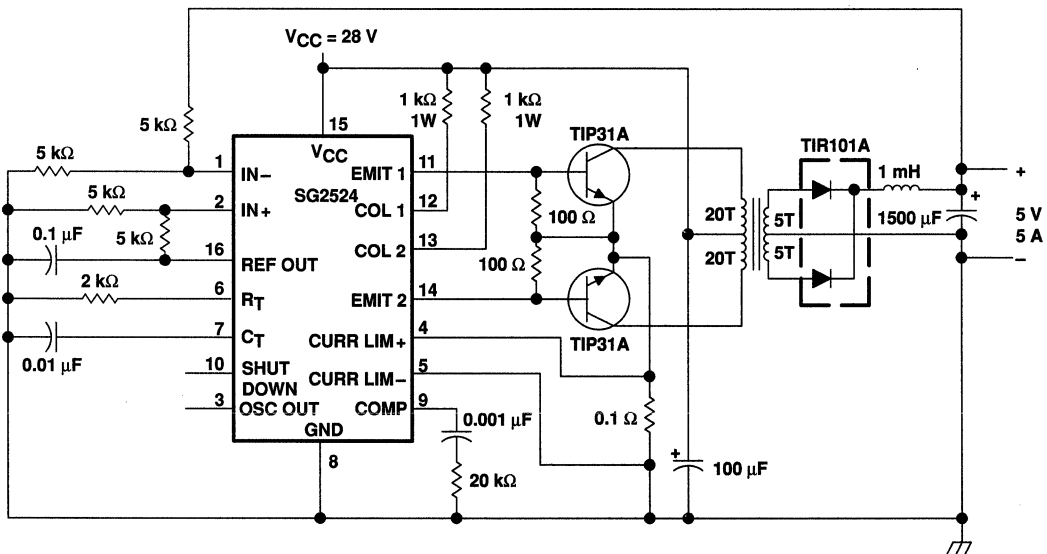 VCC = 28 V
5 kΩ
1 kΩ
1W
1 kΩ
1W
15
VCC
SG2524
TIP31A
TIR101A
5 kΩ
1
IN−
EMIT 1
11
1 mH
+
5 kΩ
2
IN+
COL 1
12
100 Ω
20T
5T
1500 μF
+
5 V
5 A
0.1 μF
5 kΩ
16
REF OUT
COL 2
13
100 Ω
20T
5T
−
2 kΩ
6
RT
EMIT 2
14
0.01 μF
7
CT
CURR LIM+
4
TIP31A
10
SHUT
DOWN
CURR LIM−
5
3
OSC OUT
COMP
9
0.001 μF
0.1 Ω
GND
8
20 kΩ
+
100 μF